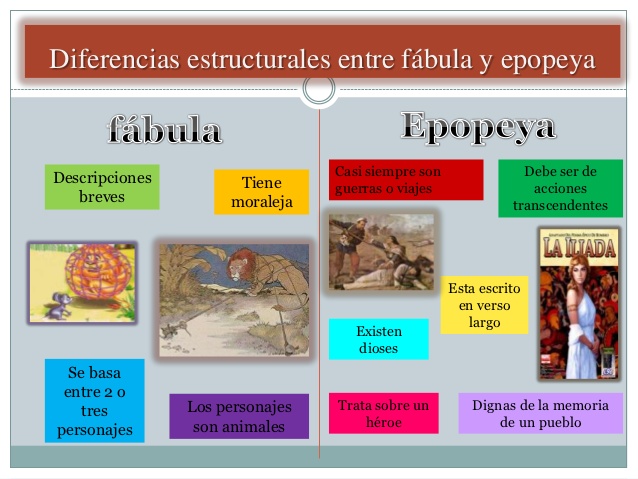 Diferencias estructurales entre fábula y epopeya
fábula
Descripciones
breves
Tiene
moraleja
Se basa
entre 2 o
tres
personajes
Los personajes
son animales
Epopeya
Casi siempre son
guerras o viajes
Debe ser de
acciones
transcendentes
LA ILIADA
Esta escrito
en verso
largo
Existen
dioses
Trata sobre un
héroe
Dignas de la memoria
de un pueblo